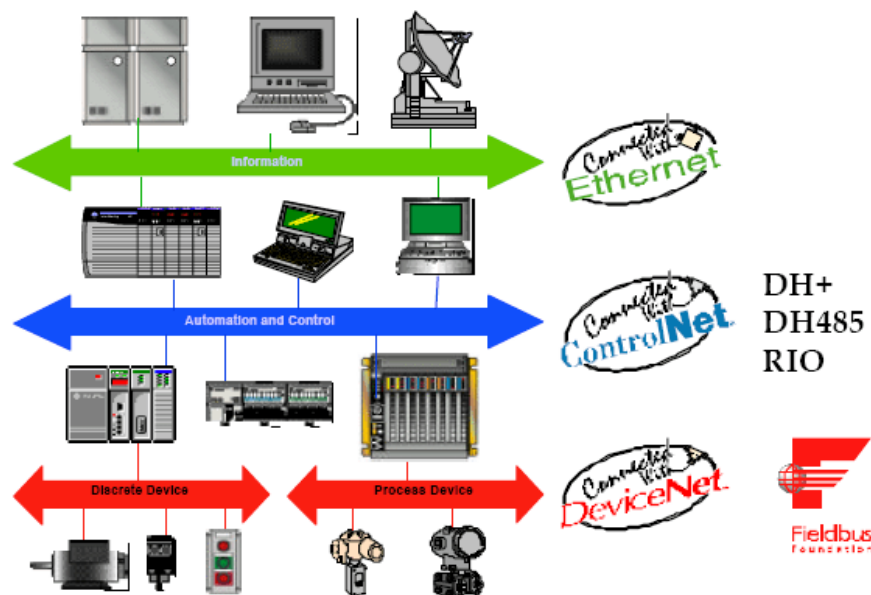 Information
Connected
With
Ethernet
Automation and Control
Connected
With
ControlNet
DH+
DH485
RIO
Discrete Device
Process Device
Connected
With
DeviceNet
Fieldbus
Foundation